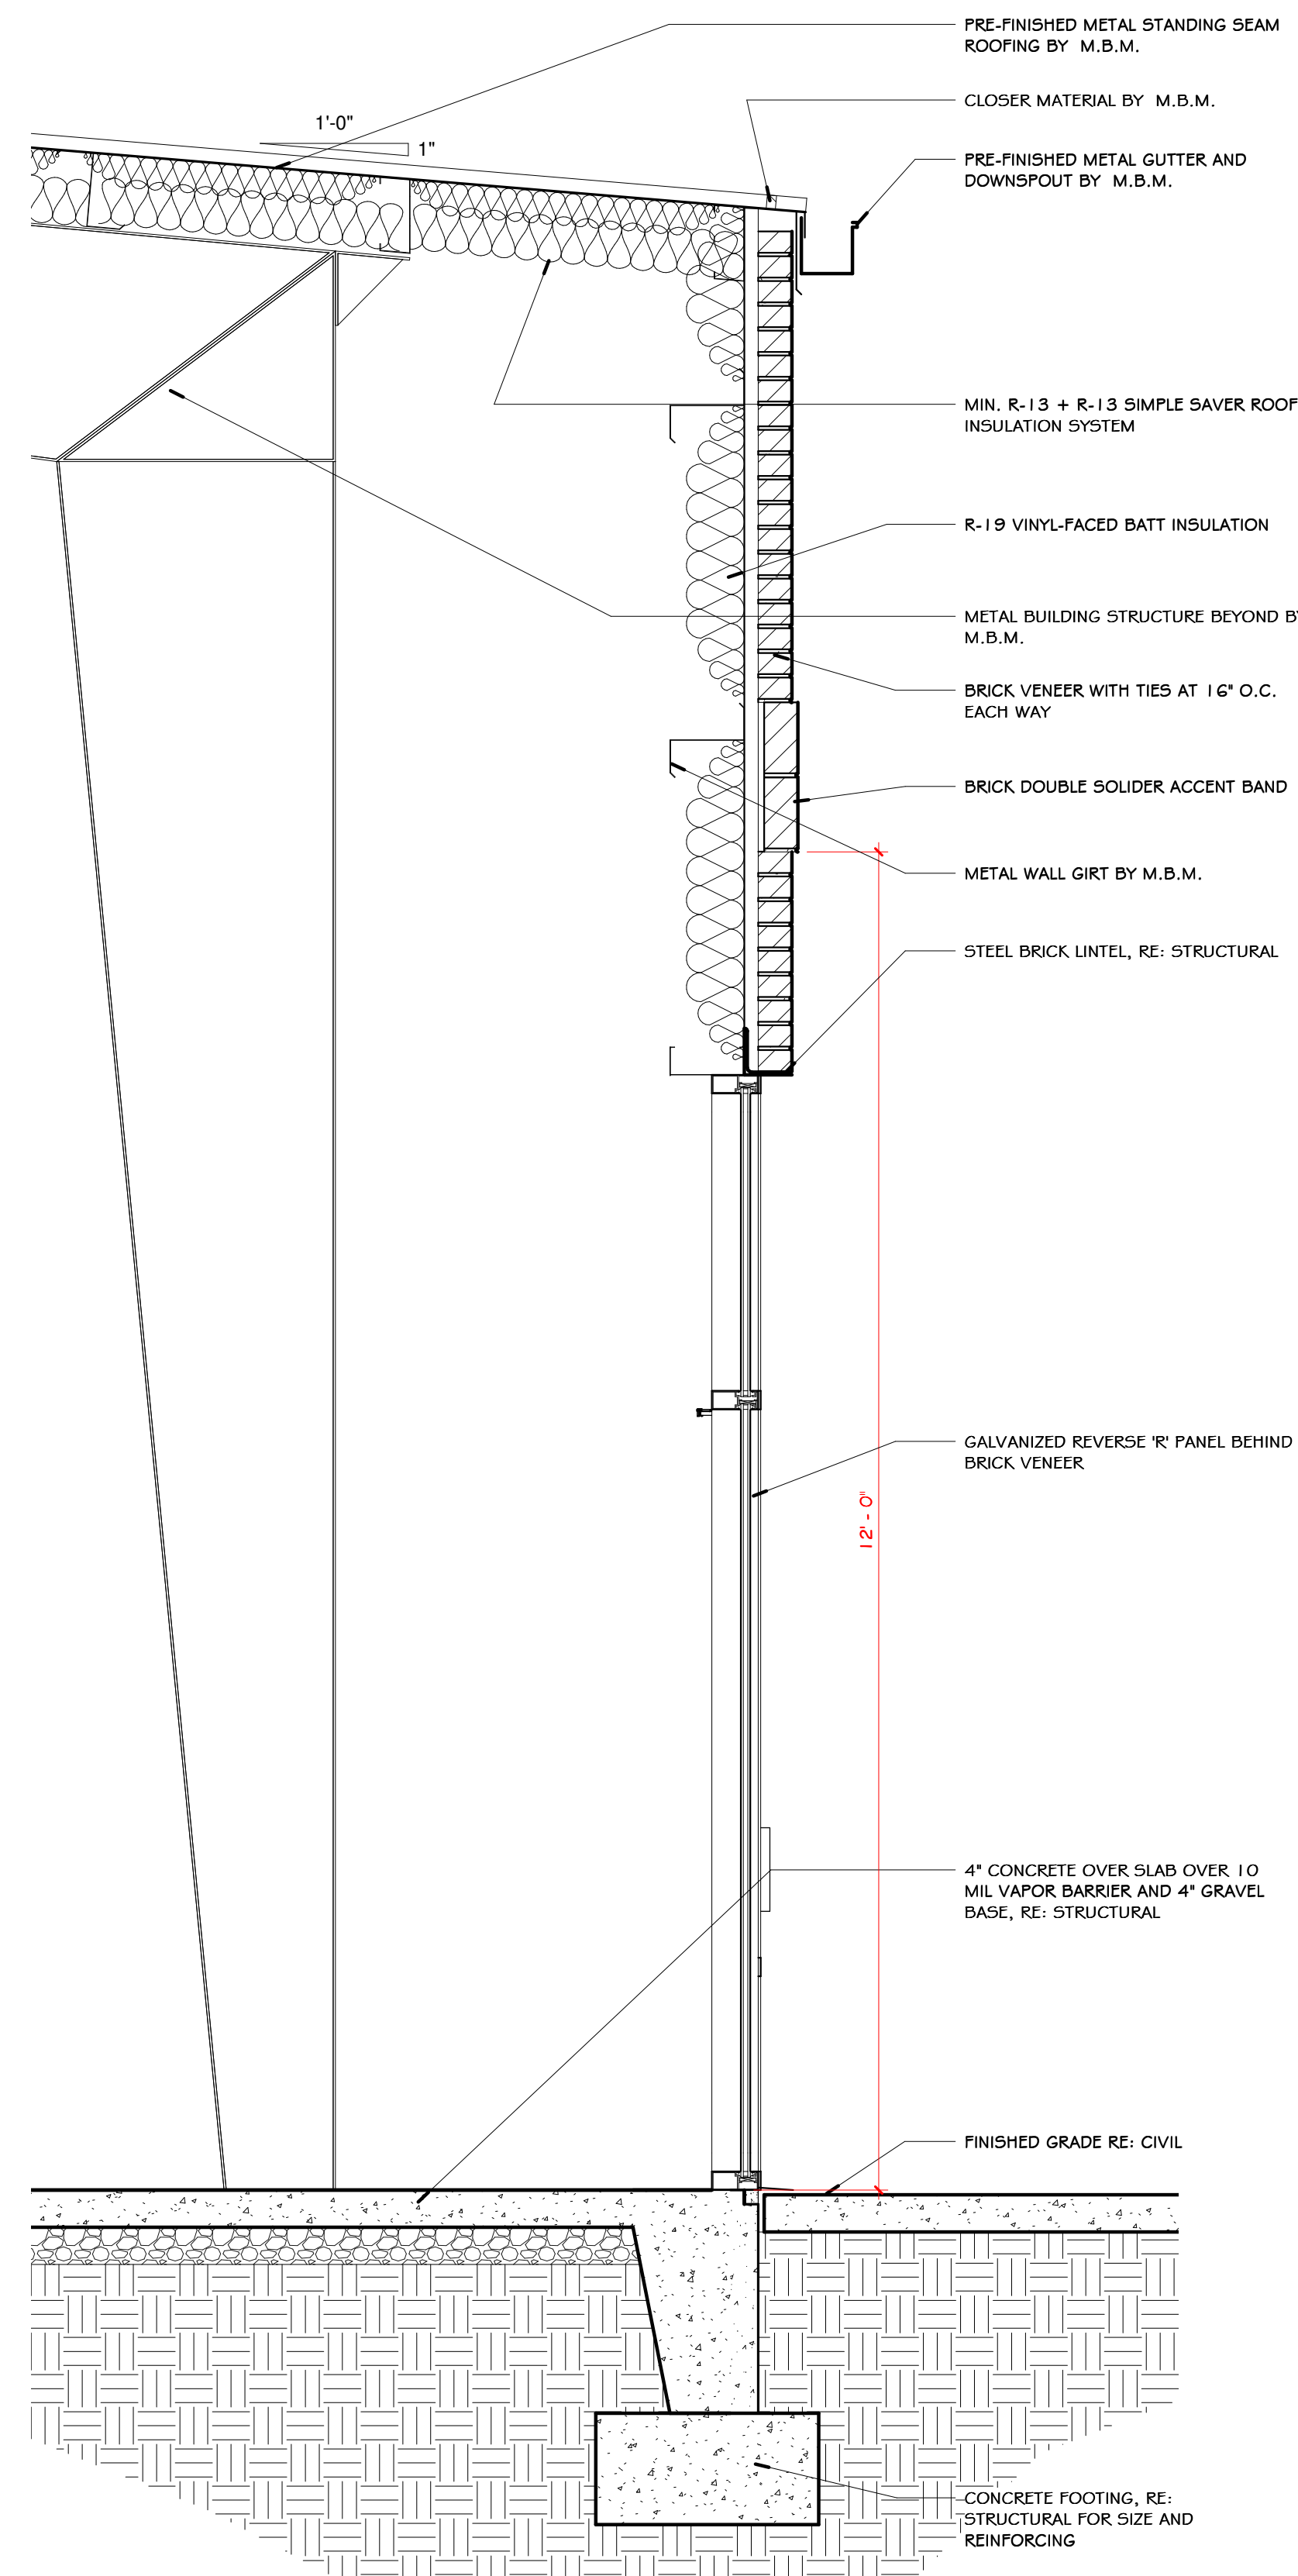 PRE-FINISHED METAL STANDING SEAM
ROOFING BY M.B.M.
CLOSER MATERIAL BY M.B.M.
1'-0"
1"
PRE-FINISHED METAL GUTTER AND
DOWNSPOUT BY M.B.M.
MIN. R-13 + R-13 SIMPLE SAVER ROOF
INSULATION SYSTEM
R-19 VINYL-FACED BATT INSULATION
METAL BUILDING STRUCTURE BEYOND BY
M.B.M.
BRICK VENEER WITH TIES AT 16" O.C.
EACH WAY
BRICK DOUBLE SOLIDER ACCENT BAND
METAL WALL GIRT BY M.B.M.
STEEL BRICK LINTEL, RE: STRUCTURAL
GALVANIZED REVERSE 'R' PANEL BEHIND
BRICK VENEER
12' - 0"
4" CONCRETE OVER SLAB OVER 10
MIL VAPOR BARRIER AND 4" GRAVEL
BASE, RE: STRUCTURAL
FINISHED GRADE RE: CIVIL
CONCRETE FOOTING, RE:
STRUCTURAL FOR SIZE AND
REINFORCING